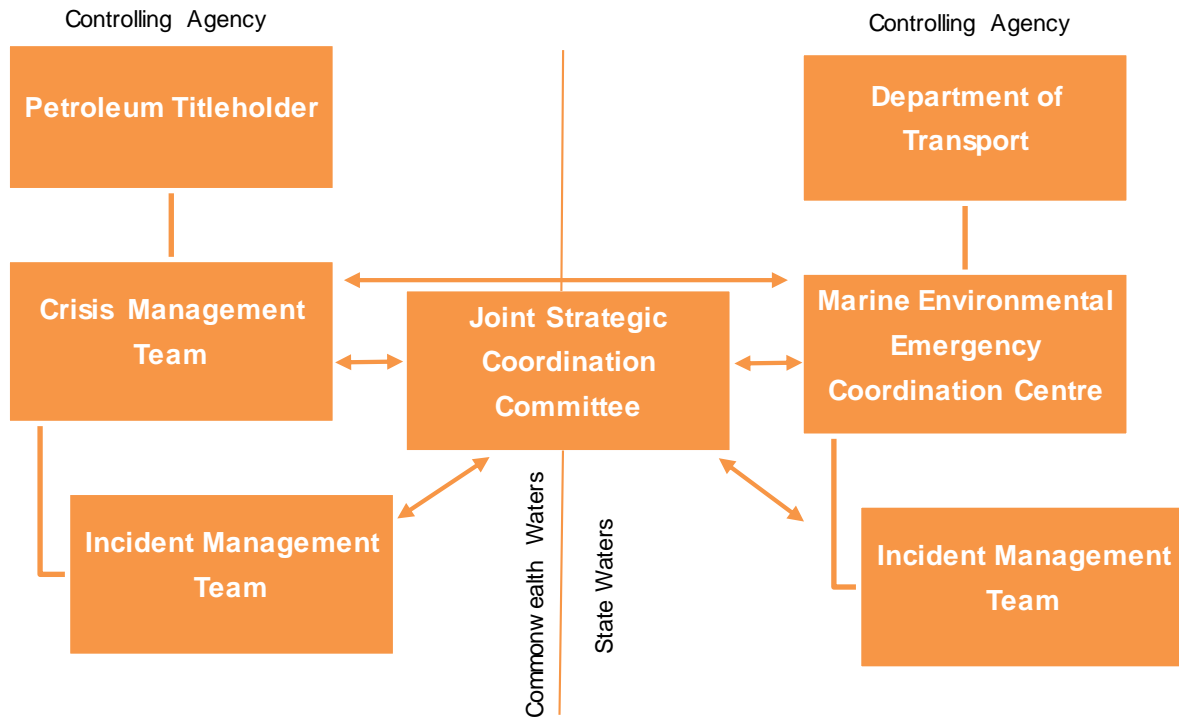 Controlling Agency
Petroleum Titleholder
Crisis Management
Team
Incident Management
Team
Joint Strategic
Coordination
Committee
Commonwealth Waters
State Waters
Controlling Agency
Department of
Transport
Marine Environmental
Emergency
Coordination Centre
Incident Management
Team